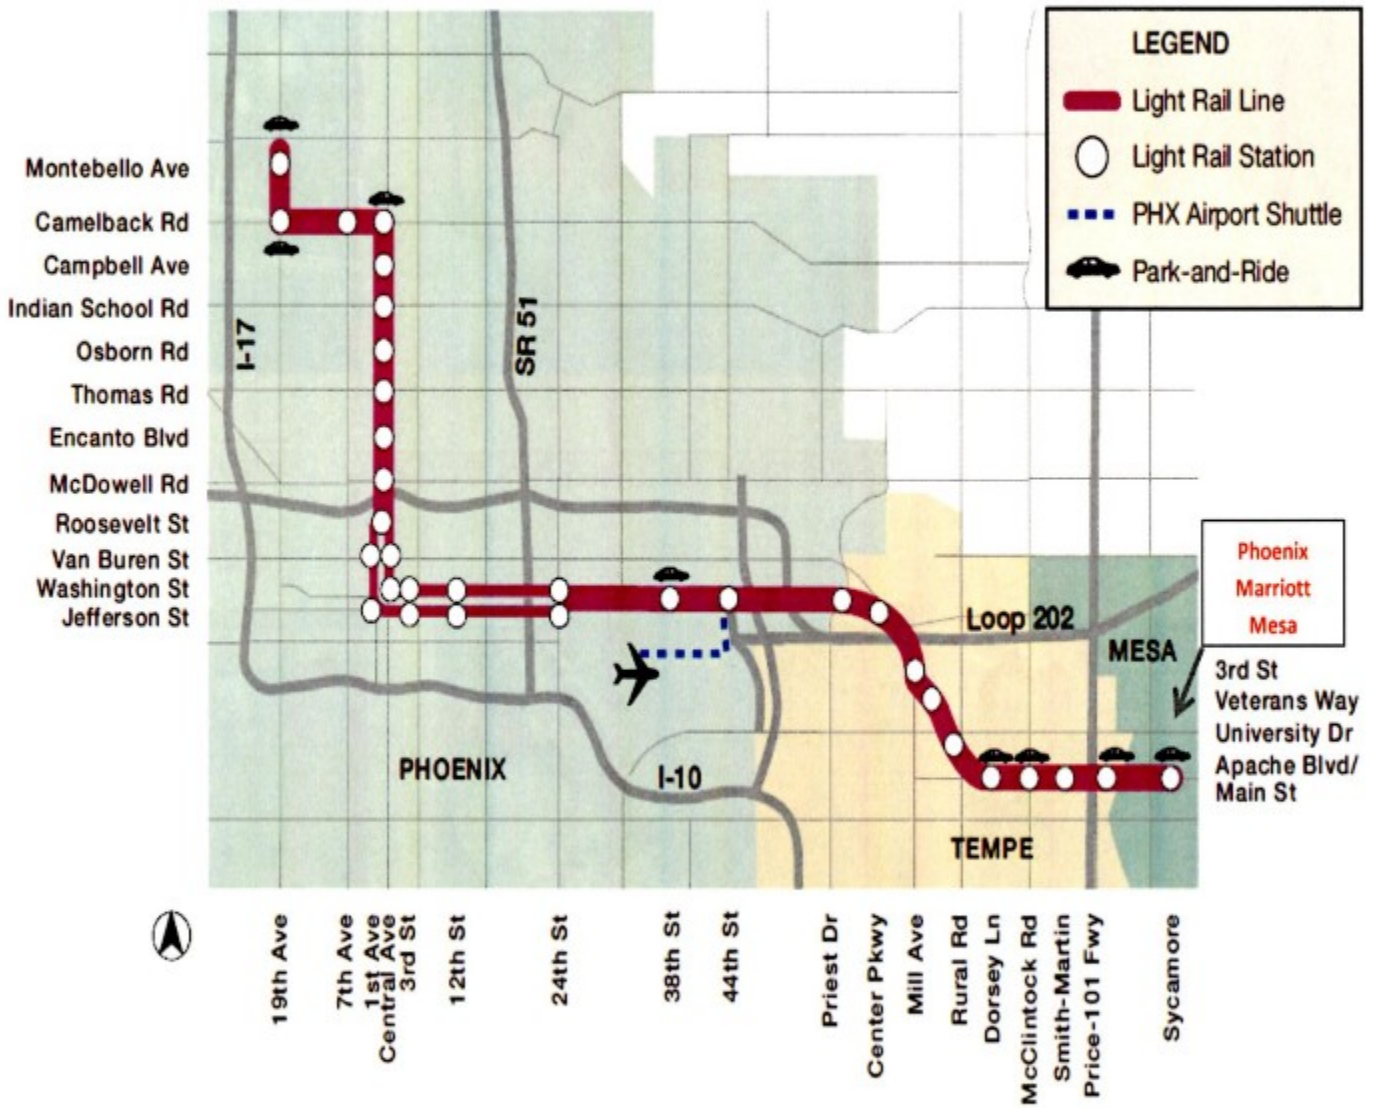 LEGEND
Light Rail Line
Light Rail Station
PHX Airport Shuttle
Park-and-Ride
Montebello Ave
Camelback Rd
Campbell Ave
Indian School Rd
Osborn Rd
Thomas Rd
Encanto Blvd
McDowell Rd
Roosevelt St
Van Buren St
Washington St
Jefferson St
I-17
SR 51
Loop 202
I-10
PHOENIX
TEMPE
MESA
Phoenix
Marriott
Mesa
3rd St
Veterans Way
University Dr
Apache Blvd/
Main St
19th Ave
7th Ave
1st Ave
Central Ave
3rd St
12th St
24th St
38th St
44th St
Priest Dr
Center Pkwy
Mill Ave
Rural Rd
Dorsey Ln
McClintock Rd
Smith-Martin
Price-101 Fwy
Sycamore